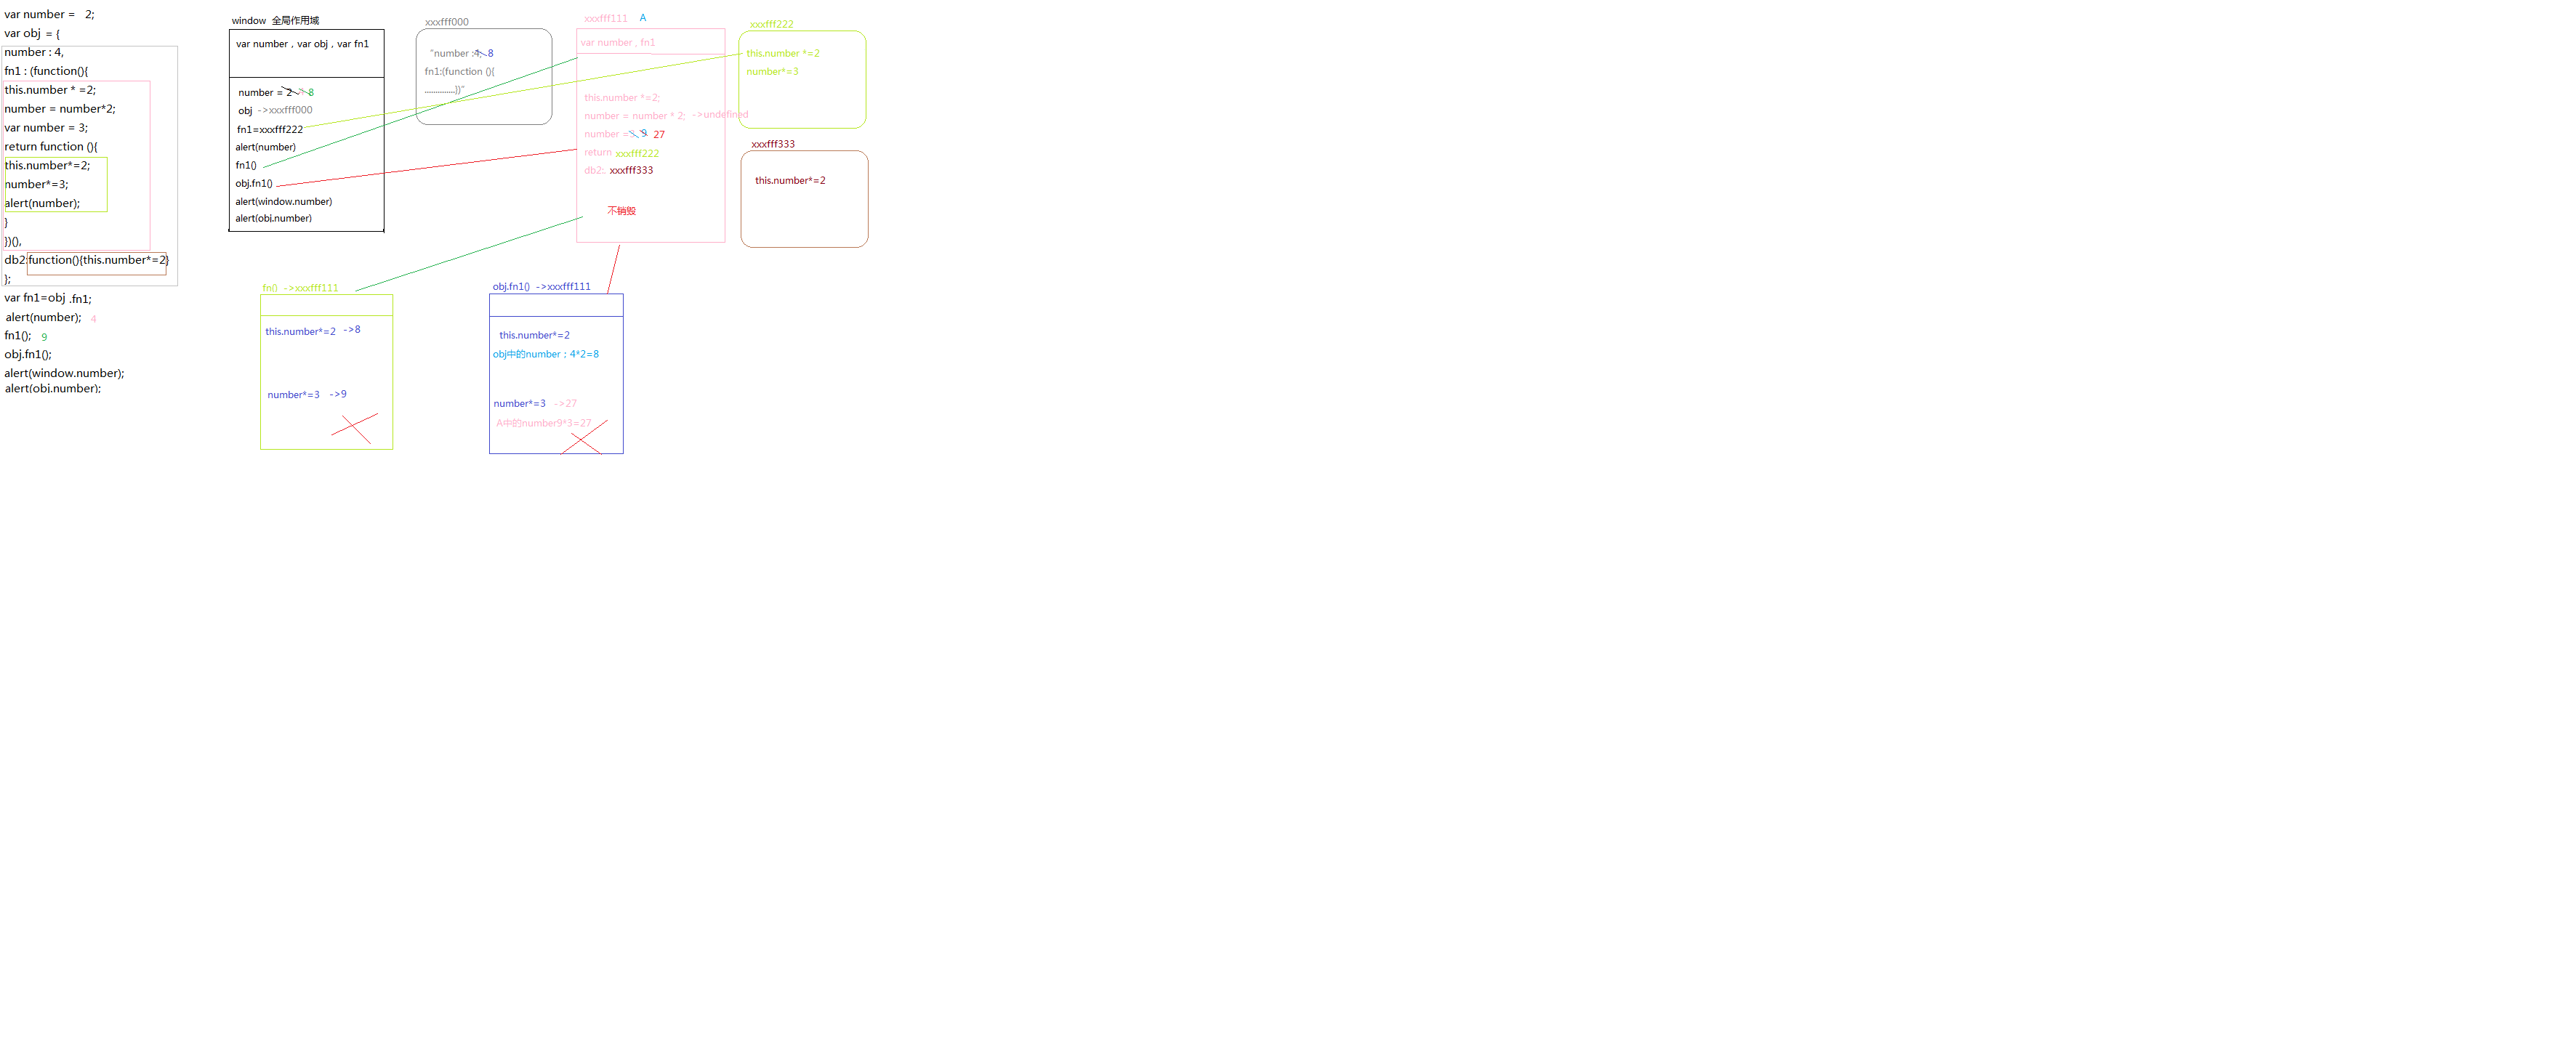 var number =   2;
var obj  = {
number : 4,
fn1 : (function(){
this.number * =2;
number = number*2;
var number = 3;
return function (){
this.number*=2;
number*=3;
alert(number);
}
})(),
db2:function(){this.number*=2}
};
var fn1=obj .fn1;
alert(number);   4
fn1();   9
obj.fn1();
alert(window.number);
alert(obj.number);
window  全局作用域
var number , var obj , var fn1
number = 2  4  8
obj  ->xxxfff000
fn1=xxxfff222
alert(number)
fn1()
obj.fn1()
alert(window.number)
alert(obj.number)
xxxfff000
"number :4,  8
fn1:(function (){
..............})"
xxxfff111    A
var number , fn1
this.number *=2;
number = number * 2;  ->undefined
number =3  9  27
return  xxxfff222
db2:.  xxxfff333
不销毁
xxxfff222
this.number *=2
number*=3
xxxfff333
this.number*=2
fn()  ->xxxfff111
this.number*=2   ->8
number*=3   ->9
obj.fn1()  ->xxxfff111
this.number*=2
obj中的number : 4*2=8
number*=3   ->27
A中的number9*3=27